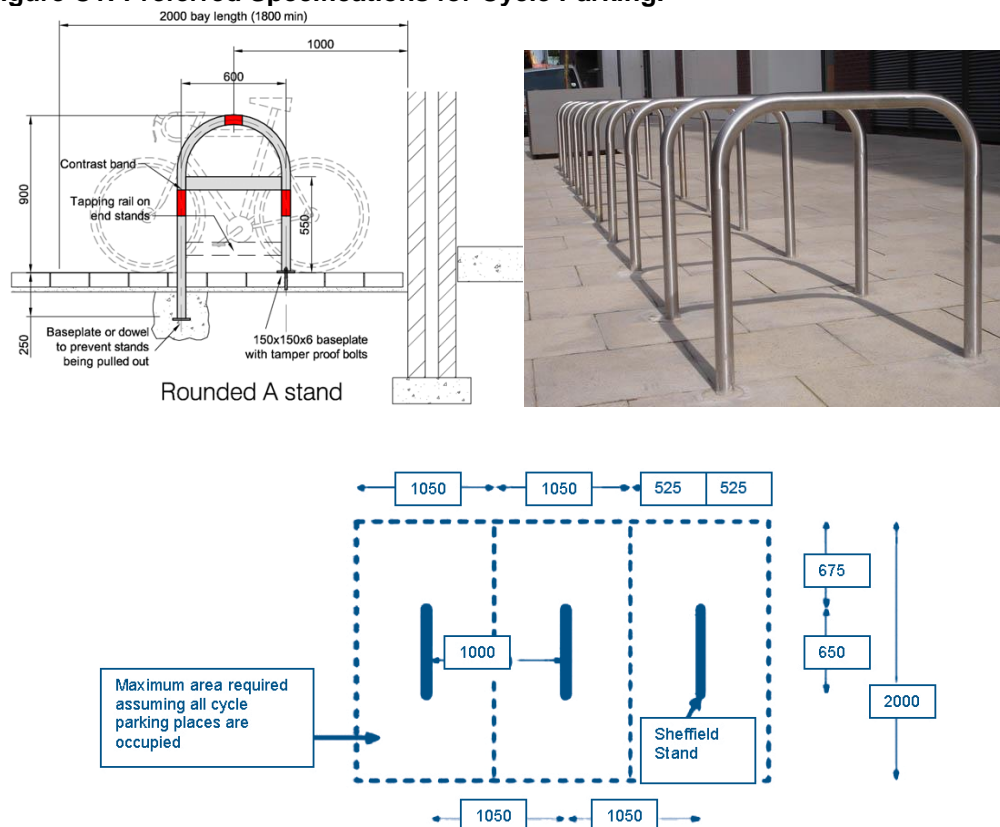 2000 bay length (1800 min)
1000
600
900
Contrast band
Tapping rail on
end stands
550
250
Baseplate or dowel
to prevent stands
being pulled out
150x150x6 baseplate
with tamper proof bolts
Rounded A stand
1050
1050
525
525
675
1000
650
Maximum area required
assuming all cycle
parking places are
occupied
2000
Sheffield
Stand
1050
1050